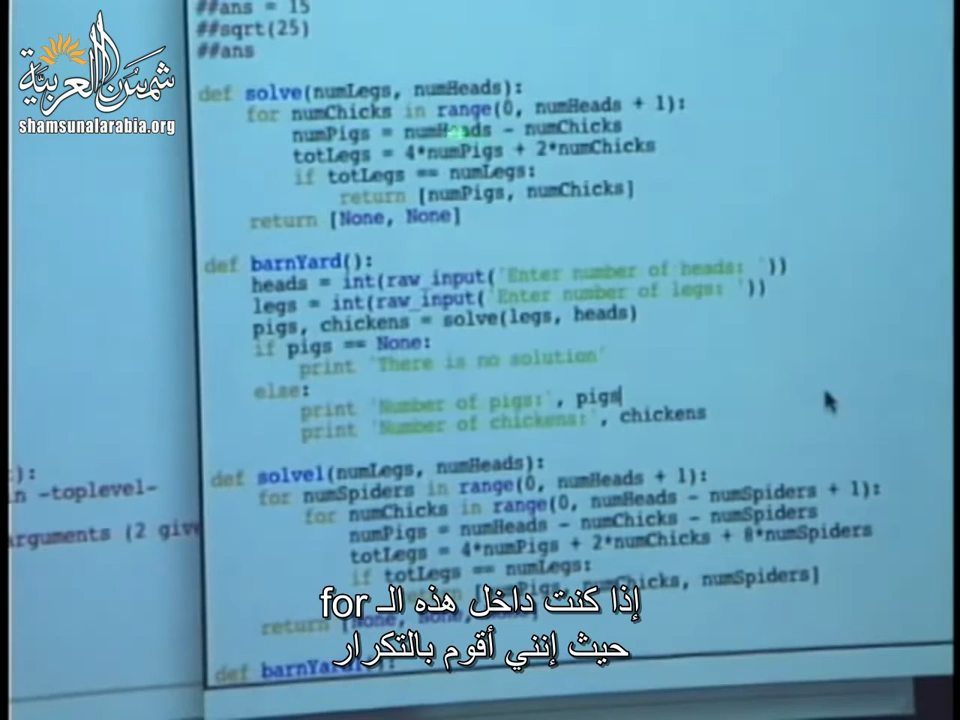 شمس العربية
shamsunalarabia.org
##ans = 15
##sqrt(25)
##ans
def solve(numLegs, numHeads):
for numChicks in range(0, numHeads + 1):
numPigs = numHeads - numChicks
totLegs = 4*numPigs + 2*numChicks
if totLegs == numLegs:
return [numPigs, numChicks]
return [None, None]
def barnYard():
heads = int(raw_input('Enter number of heads: '))
legs = int(raw_input('Enter number of legs: '))
pigs, chickens = solve(legs, heads)
if pigs == None:
print 'There is no solution'
else:
print 'Number of pigs:', pigs
print 'Number of chickens:', chickens
def solve1(numLegs, numHeads):
for numSpiders in range(0, numHeads + 1):
for numChicks in range(0, numHeads - numSpiders + 1):
numPigs = numHeads - numChicks - numSpiders
totLegs = 4*numPigs + 2*numChicks + 8*numSpiders
if totLegs == numLegs:
[numPigs, numChicks, numSpiders]
return [None, None,
def
):
n -toplevel-
arguments (2 give
إذا كنت داخل هذه الـ for
حيث إنني أقوم بالتكرار